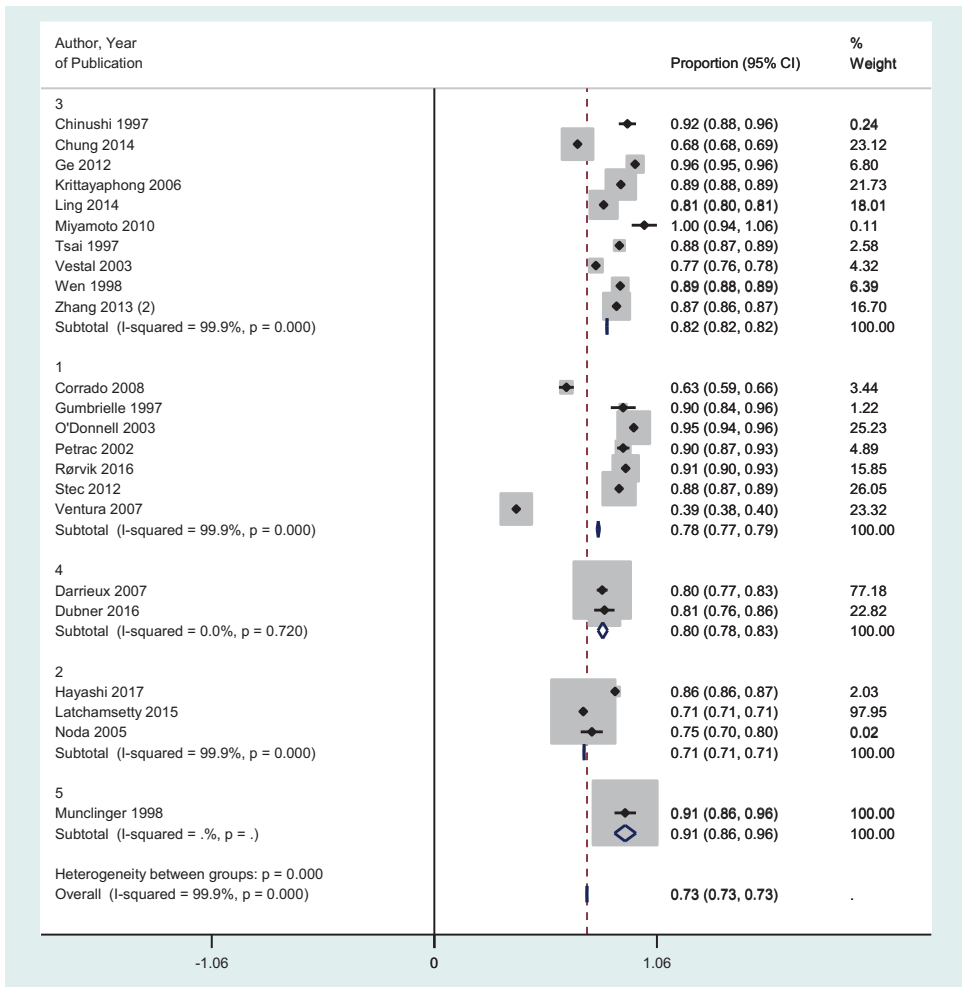 Author, Year % 
of Publication Proportion (95% CI) Weight
3
Chinushi 1997 0.92 (0.88, 0.96) 0.24
Chung 2014 0.68 (0.68, 0.69) 23.12
Ge 2012 0.96 (0.95, 0.96) 6.80
Krittayaphong 2006 0.89 (0.88, 0.89) 21.73
Ling 2014 0.81 (0.80, 0.81) 18.01
Miyamoto 2010 1.00 (0.94, 1.06) 0.11
Tsai 1997 0.88 (0.87, 0.89) 2.58
Vestal 2003 0.77 (0.76, 0.78) 4.32
Wen 1998 0.89 (0.88, 0.89) 6.39
Zhang 2013 (2) 0.87 (0.86, 0.87) 16.70
Subtotal (I-squared = 99.9%, p = 0.000) 0.82 (0.82, 0.82) 100.00
1
Corrado 2008 0.63 (0.59, 0.66) 3.44
Gumbrielle 1997 0.90 (0.84, 0.96) 1.22
O'Donnell 2003 0.95 (0.94, 0.96) 25.23
Petrac 2002 0.90 (0.87, 0.93) 4.89
Rørvik 2016 0.91 (0.90, 0.93) 15.85
Stec 2012 0.88 (0.87, 0.89) 26.05
Ventura 2007 0.39 (0.38, 0.40) 23.32
Subtotal (I-squared = 99.9%, p = 0.000) 0.78 (0.77, 0.79) 100.00
4
Darrieux 2007 0.80 (0.77, 0.83) 77.18
Dubner 2016 0.81 (0.76, 0.86) 22.82
Subtotal (I-squared = 0.0%, p = 0.720) 0.80 (0.78, 0.83) 100.00
2
Hayashi 2017 0.86 (0.86, 0.87) 2.03
Latchamsetty 2015 0.71 (0.71, 0.71) 97.95
Noda 2005 0.75 (0.70, 0.80) 0.02
Subtotal (I-squared = 99.9%, p = 0.000) 0.71 (0.71, 0.71) 100.00
5
Munclinger 1998 0.91 (0.86, 0.96) 100.00
Subtotal (I-squared = .%, p = .) 0.91 (0.86, 0.96) 100.00
Heterogeneity between groups: p = 0.000
Overall (I-squared = 99.9%, p = 0.000) 0.73 (0.73, 0.73) .
-1.06 0 1.06